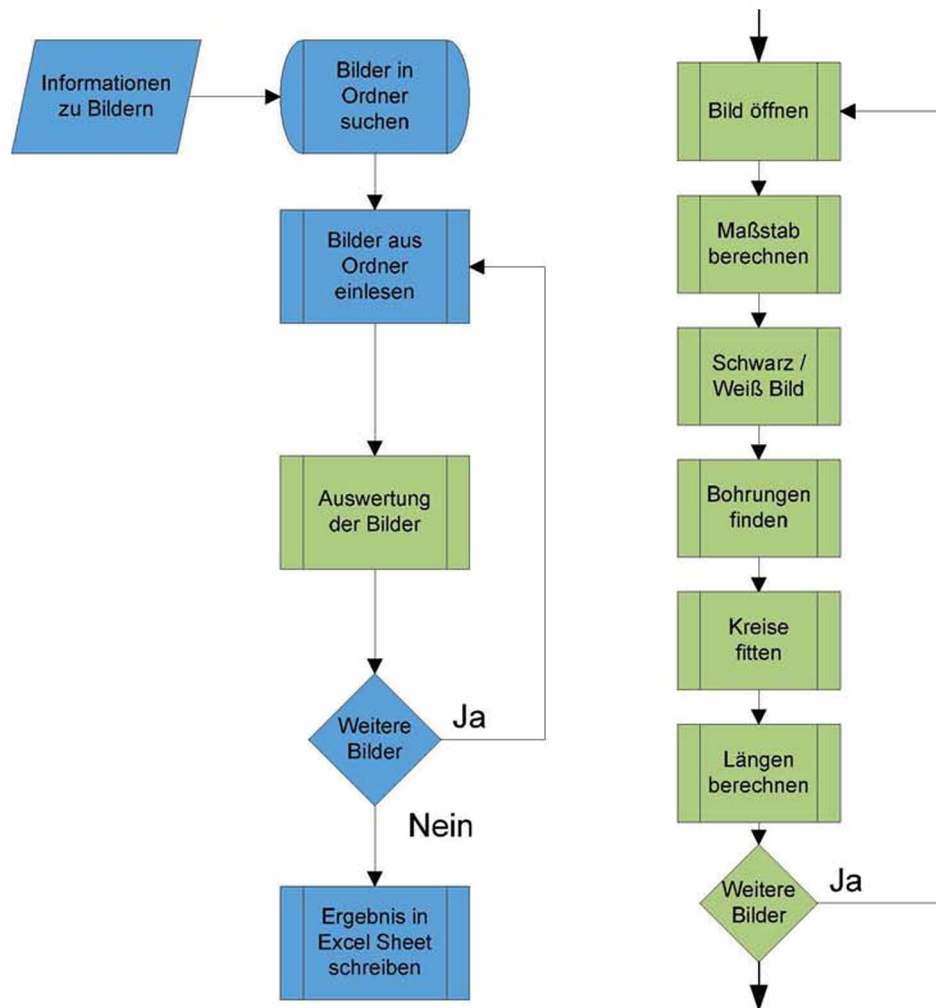 Informationen
zu Bildern
Bilder in
Ordner
suchen
Bilder aus
Ordner
einlesen
Auswertung
der Bilder
Weitere
Bilder
Ja
Nein
Ergebnis in
Excel Sheet
schreiben
Bild öffnen
Maßstab
berechnen
Schwarz /
Weiß Bild
Bohrungen
finden
Kreise
fitten
Längen
berechnen
Weitere
Bilder
Ja